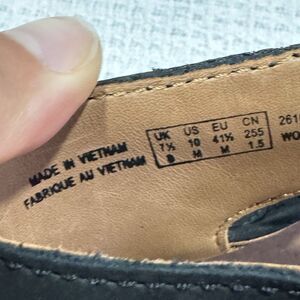 MADE IN VIETNAM
FABRIQUE AU VIETNAM
UK US EU CN
7½ 10 41½ 255
D M M 1.5